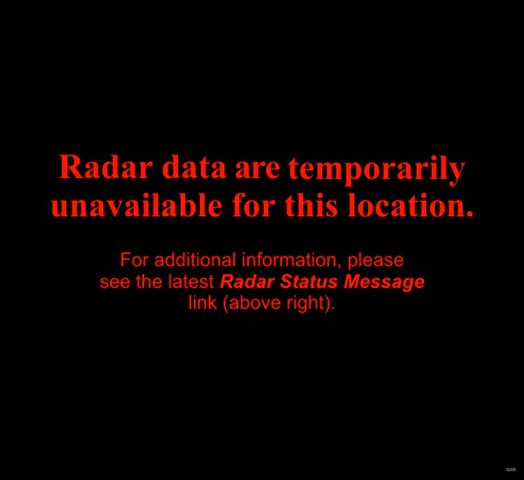 Radar data are temporarily
unavailable for this location.
For additional information, please
see the latest Radar Status Message
link (above right).